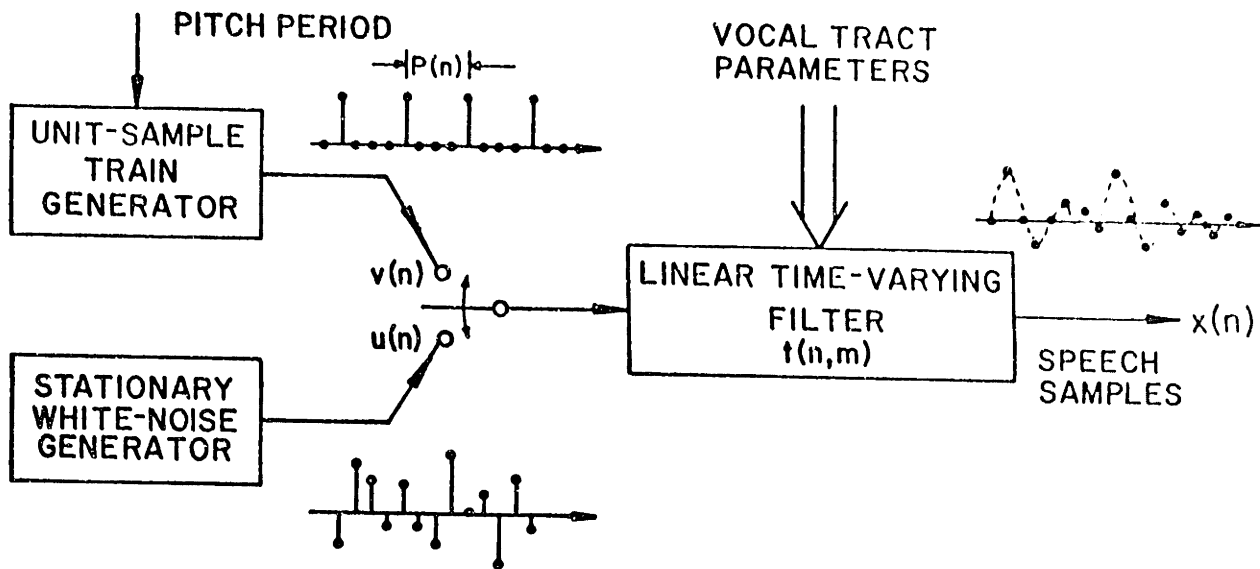 PITCH PERIOD
P(n)
UNIT-SAMPLE
TRAIN
GENERATOR
v(n)
u(n)
STATIONARY
WHITE-NOISE
GENERATOR
VOCAL TRACT
PARAMETERS
LINEAR TIME-VARYING
FILTER
t(n,m)
x(n)
SPEECH
SAMPLES